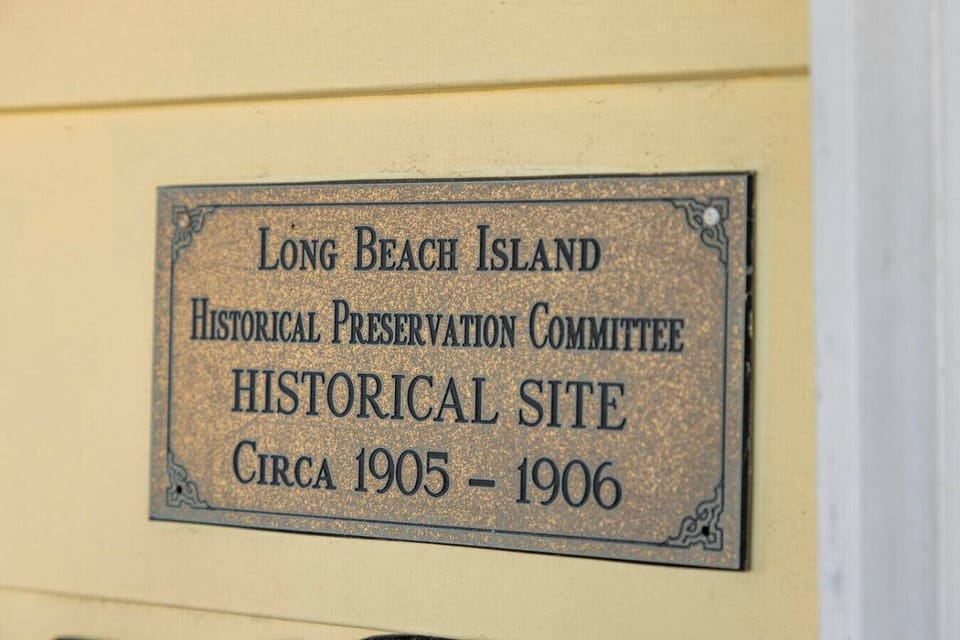 Long Beach Island
Historical Preservation Committee
HISTORICAL SITE
Circa 1905 – 1906